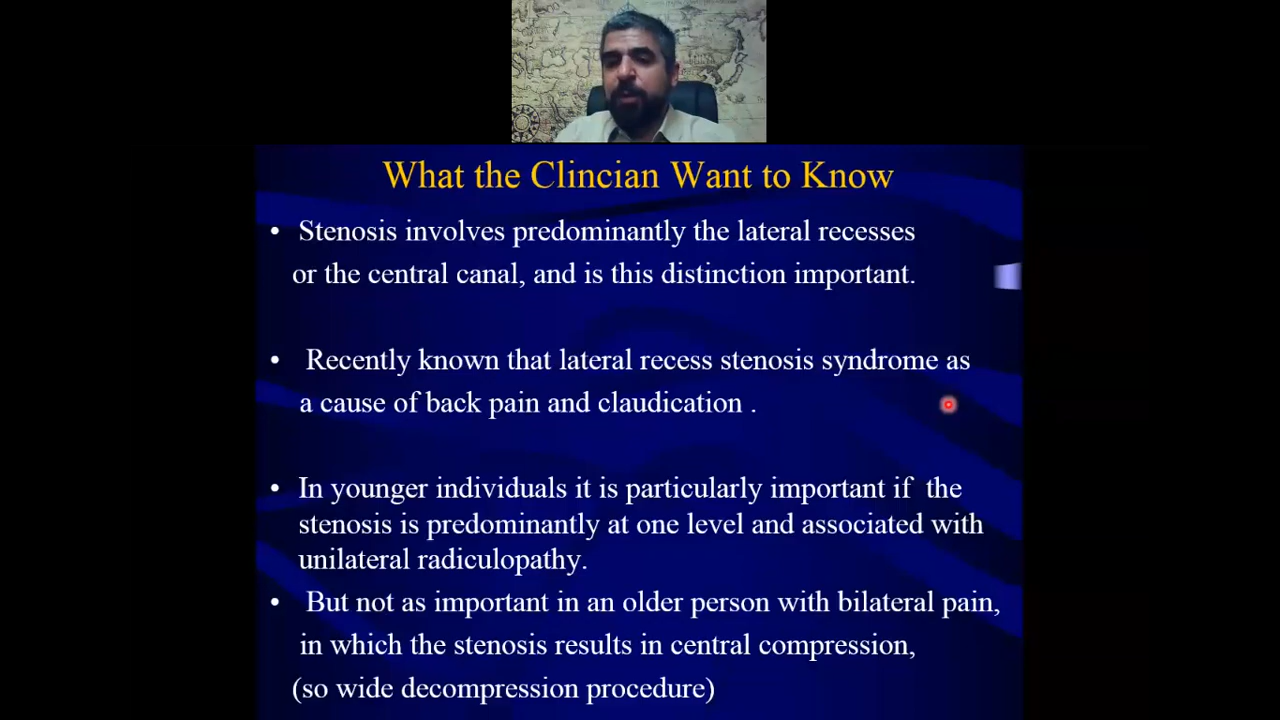 What the Clincian Want to Know
• Stenosis involves predominantly the lateral recesses
or the central canal, and is this distinction important.
• Recently known that lateral recess stenosis syndrome as
a cause of back pain and claudication .
• In younger individuals it is particularly important if the
stenosis is predominantly at one level and associated with
unilateral radiculopathy.
• But not as important in an older person with bilateral pain,
in which the stenosis results in central compression,
(so wide decompression procedure)